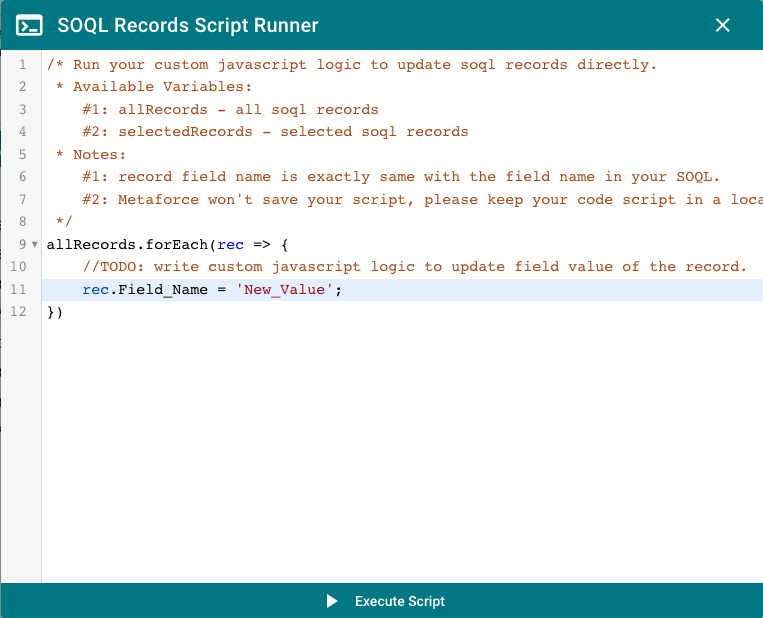 SOQL Records Script Runner
1 /* Run your custom javascript logic to update soql records directly.
2  * Available Variables:
3     #1: allRecords - all soql records
4     #2: selectedRecords - selected soql records
5  * Notes:
6     #1: record field name is exactly same with the field name in your SOQL.
7     #2: Metaforce won't save your script, please keep your code script in a
8  */
9 allRecords.forEach(rec => {
10     //TODO: write custom javascript logic to update field value of the record.
11     rec.Field_Name = 'New_Value';
12 })
Execute Script